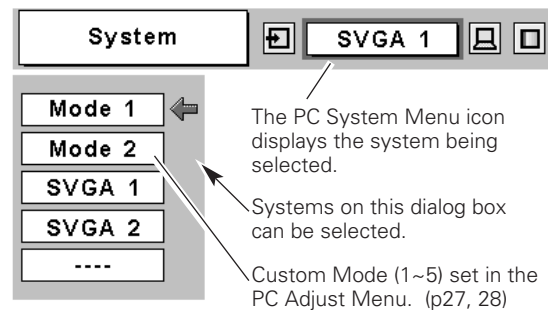 System
SVGA 1
Mode 1
Mode 2
SVGA 1
SVGA 2
----
The PC System Menu icon
displays the system being
selected.
Systems on this dialog box
can be selected.
Custom Mode (1~5) set in the
PC Adjust Menu. (p27, 28)